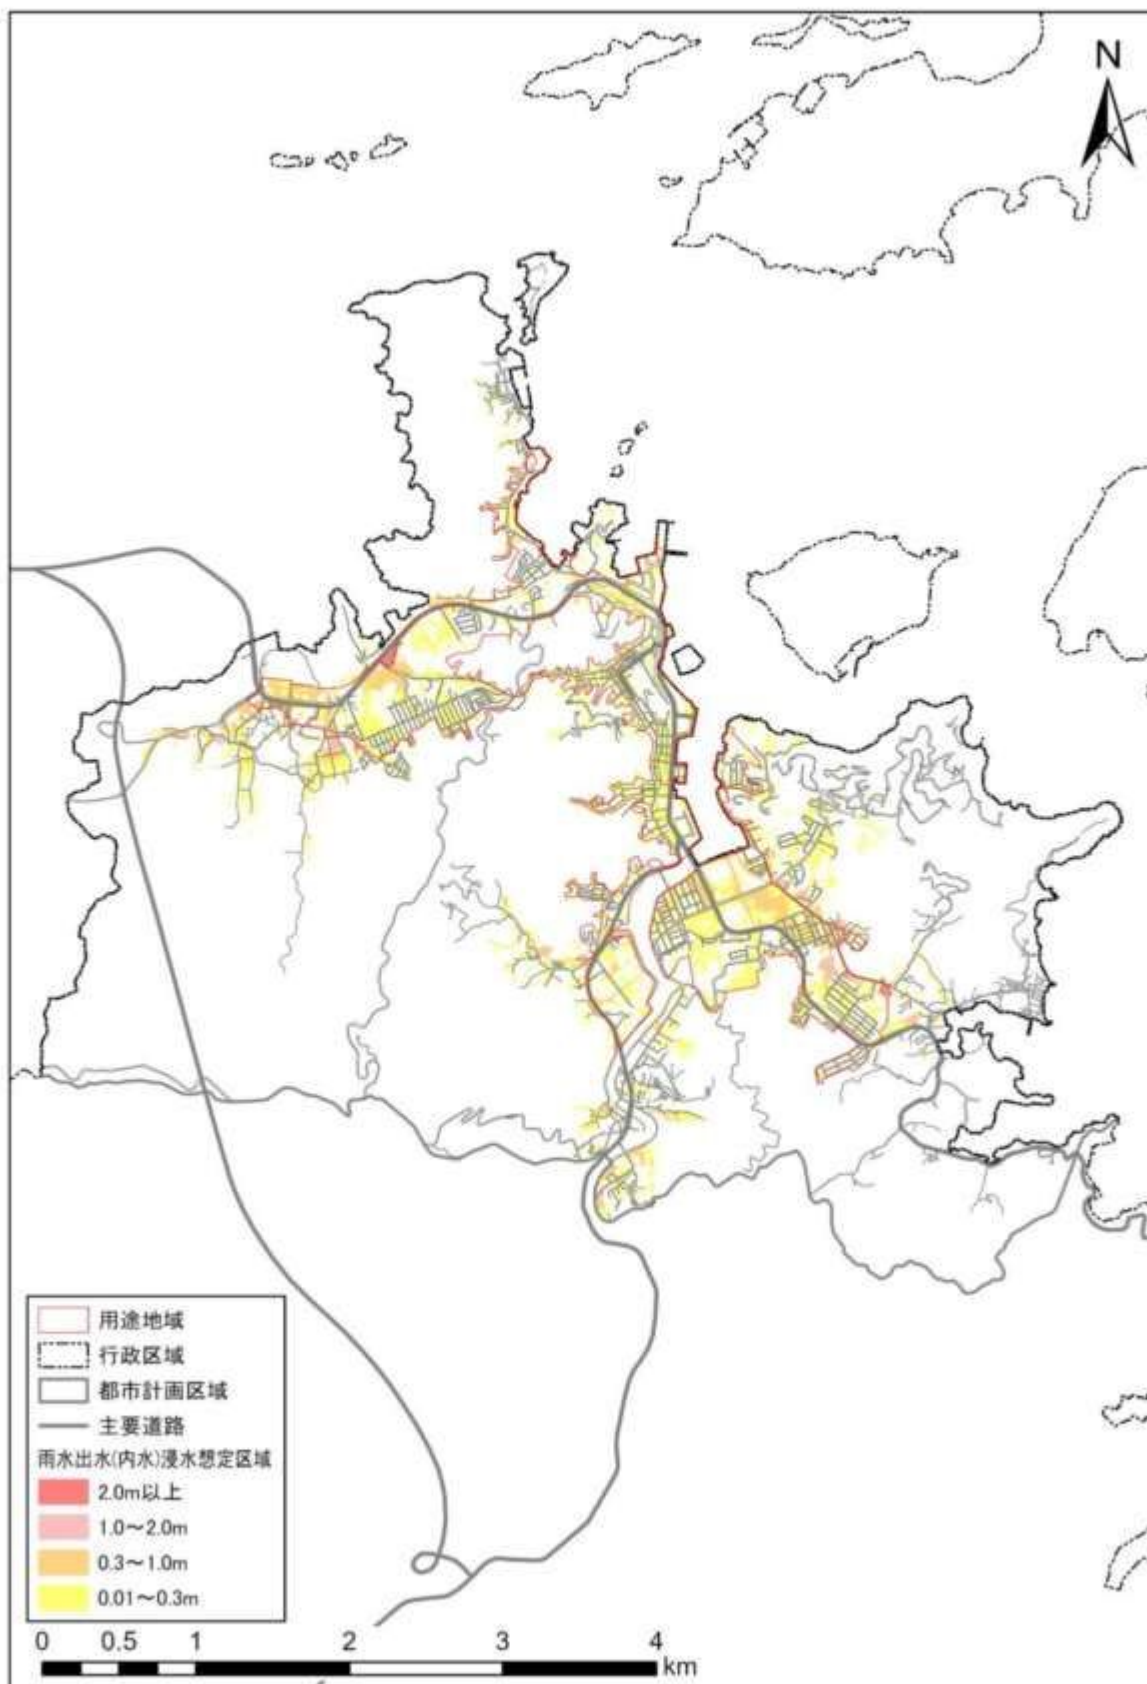 N
用途地域
行政区域
都市計画区域
主要道路
雨水出水(内水)浸水想定区域
2.0m以上
1.0～2.0m
0.3～1.0m
0.01～0.3m
0 0.5 1 2 3 4
km